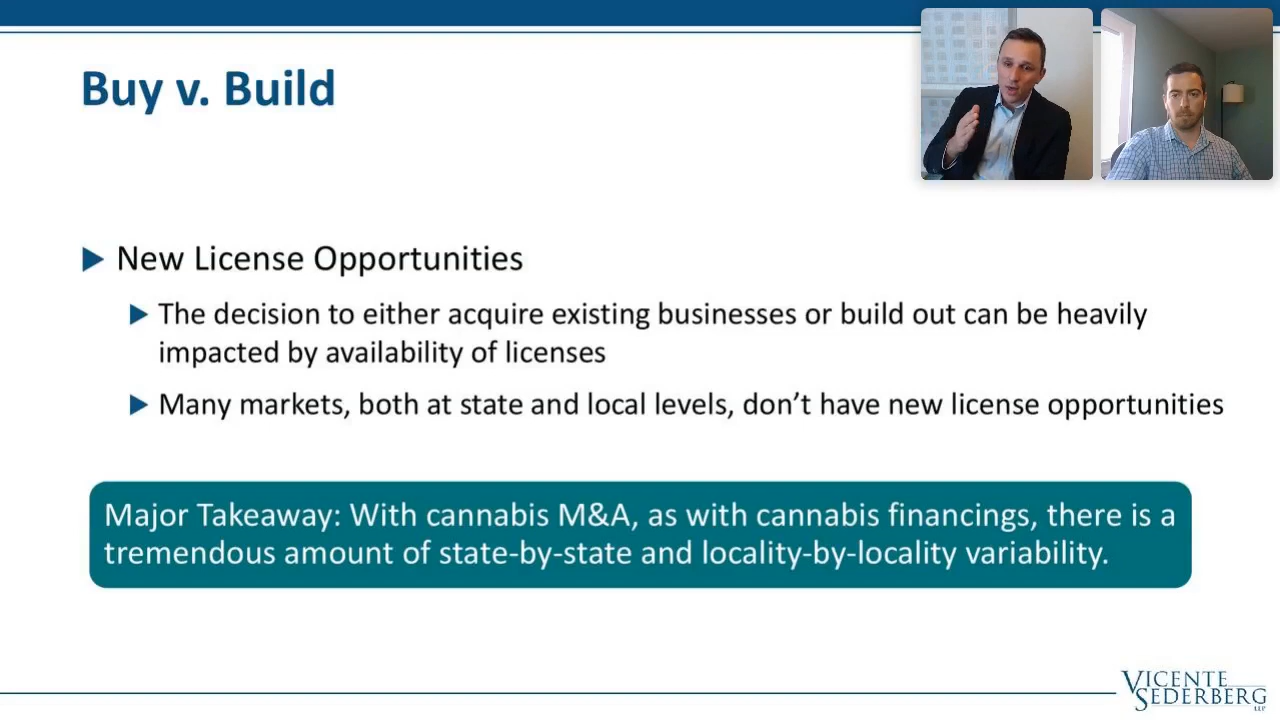 Buy v. Build
New License Opportunities
The decision to either acquire existing businesses or build out can be heavily
impacted by availability of licenses
Many markets, both at state and local levels, don’t have new license opportunities
Major Takeaway: With cannabis M&A, as with cannabis financings, there is a
tremendous amount of state-by-state and locality-by-locality variability.
VICENTE
SEDERBERG
LLP